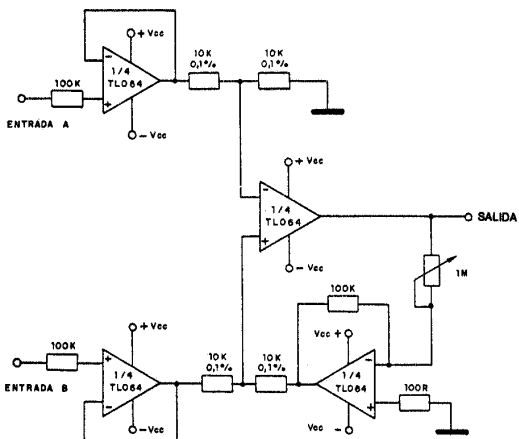 + Vcc
-
1/4
TL064
+
100K
ENTRADA A
- Vcc
10K
0,1%
10K
0,1%
+ Vcc
-
1/4
TL064
+
- Vcc
SALIDA
1M
100K
Vcc +
-
1/4
TL064
+
Vcc -
100R
10K
0,1%
10K
0,1%
+ Vcc
100K
+
1/4
TL064
-
ENTRADA B
- Vcc